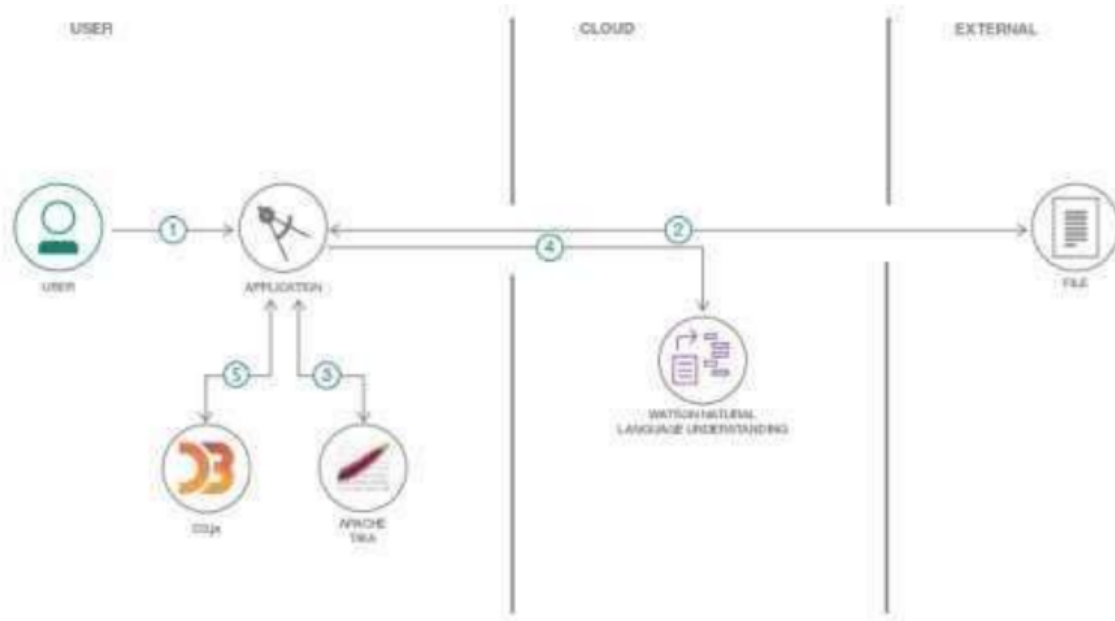 USER
CLOUD
EXTERNAL
1
2
4
USER
APPLICATION
FILE
5
3
WATSON NATURAL
LANGUAGE UNDERSTANDING
D3.js
APACHE
TIKA